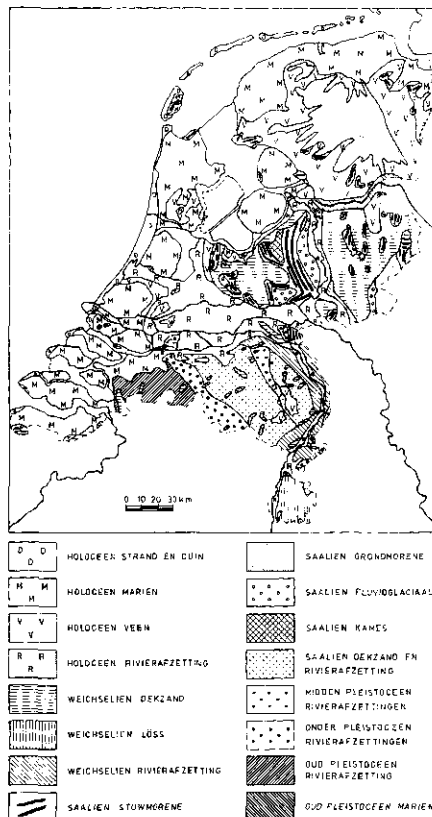 0 10 20 30 km
D D
D
HOLOCEEN STRAND EN DUIN
M M
M
HOLOCEEN MARIEN
V V
V
HOLOCEEN VEEN
R R
R
HOLOCEEN RIVIERAFZETTING
WEICHSELIEN DEKZAND
WEICHSELIEN LÖSS
WEICHSELIEN RIVIERAFZETTING
SAALIEN STUWMORENE
SAALIEN GRONDMORENE
SAALIEN FLUVIOGLACIAAL
SAALIEN KAMES
SAALIEN DEKZAND EN
RIVIERAFZETTING
MIDDEN PLEISTOCEEN
RIVIERAFZETTINGEN
ONDER PLEISTOCEEN
RIVIERAFZETTINGEN
OUD PLEISTOCEEN
RIVIERAFZETTING
OUD PLEISTOCEEN MARIEN